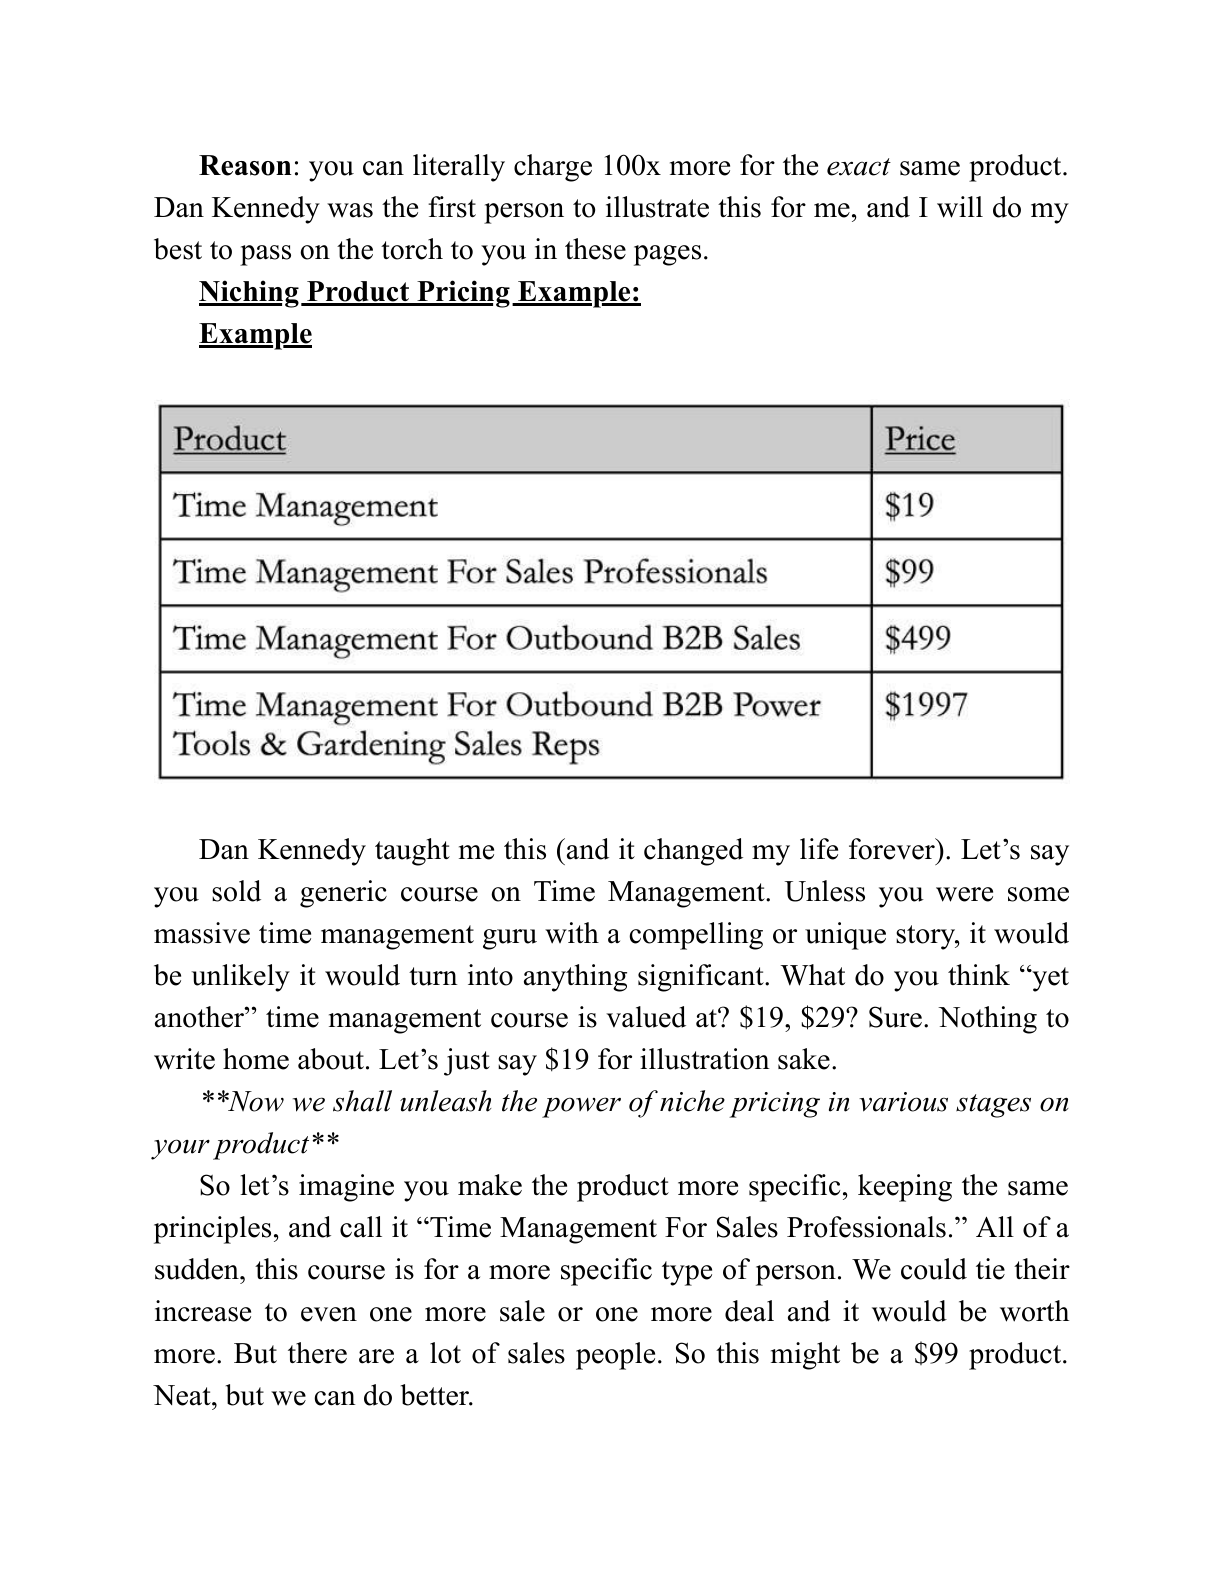 Reason: you can literally charge 100x more for the exact same product.
Dan Kennedy was the first person to illustrate this for me, and I will do my
best to pass on the torch to you in these pages.
Niching Product Pricing Example:
Example
Product Price
Time Management $19
Time Management For Sales Professionals $99
Time Management For Outbound B2B Sales $499
Time Management For Outbound B2B Power $1997
Tools & Gardening Sales Reps
Dan Kennedy taught me this (and it changed my life forever). Let’s say
you sold a generic course on Time Management. Unless you were some
massive time management guru with a compelling or unique story, it would
be unlikely it would turn into anything significant. What do you think “yet
another” time management course is valued at? $19, $29? Sure. Nothing to
write home about. Let’s just say $19 for illustration sake.
**Now we shall unleash the power of niche pricing in various stages on
your product**
So let’s imagine you make the product more specific, keeping the same
principles, and call it “Time Management For Sales Professionals.” All of a
sudden, this course is for a more specific type of person. We could tie their
increase to even one more sale or one more deal and it would be worth
more. But there are a lot of sales people. So this might be a $99 product.
Neat, but we can do better.